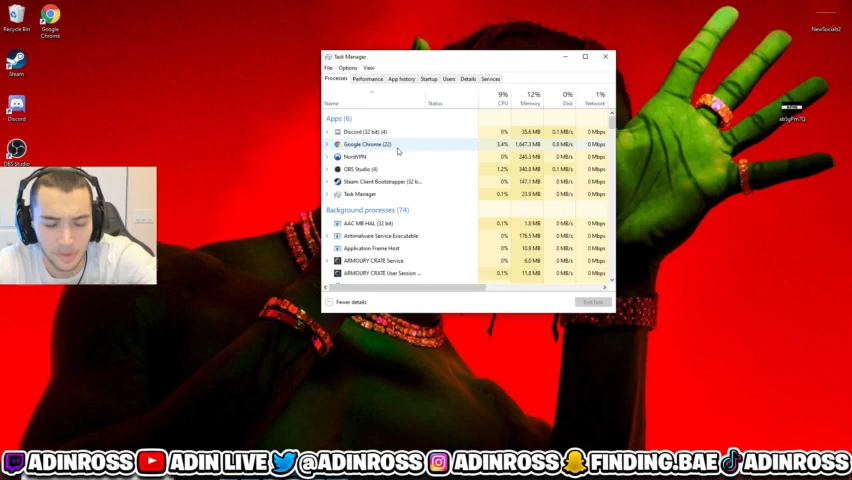 Recycle Bin
Google
Chrome
NewSocials2
Steam
Discord
OBS Studio
ab5gPm7Q
Task Manager
File Options View
Processes Performance App history Startup Users Details Services
9% 12% 0% 1%
Name Status CPU Memory Disk Network
Apps (6)
Discord (32 bit) (4) 0% 35.6 MB 0.1 MB/s 0 Mbps
Google Chrome (22) 3.4% 1,647.3 MB 0.8 MB/s 0 Mbps
NordVPN 0% 240.3 MB 0 MB/s 0 Mbps
OBS Studio (4) 1.2% 340.8 MB 0.1 MB/s 0 Mbps
Steam Client Bootstrapper (32 b... 0% 147.1 MB 0 MB/s 0 Mbps
Task Manager 0.1% 23.8 MB 0 MB/s 0 Mbps
Background processes (74)
AAC MB HAL (32 bit) 0.1% 1.8 MB 0 MB/s 0 Mbps
Antimalware Service Executable 0% 176.5 MB 0 MB/s 0 Mbps
Application Frame Host 0% 10.9 MB 0 MB/s 0 Mbps
ARMOURY CRATE Service 0% 6.0 MB 0 MB/s 0 Mbps
ARMOURY CRATE User Session ... 0.1% 11.8 MB 0 MB/s 0 Mbps
Fewer details
End task
ADINROSS ADIN LIVE @ADINROSS ADINROSS FINDING.BAE ADINROSS